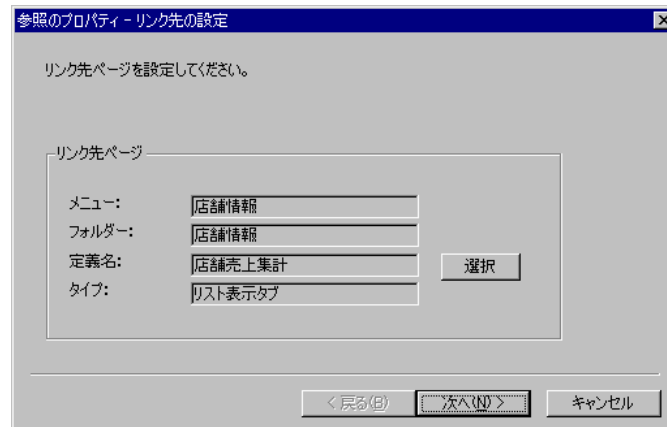 参照のプロパティ - リンク先の設定
リンク先ページを設定してください。
リンク先ページ
メニュー: 店舗情報
フォルダー: 店舗情報
定義名: 店舗売上集計
選択
タイプ: リスト表示タブ
< 戻る(B) 次へ(N) > キャンセル